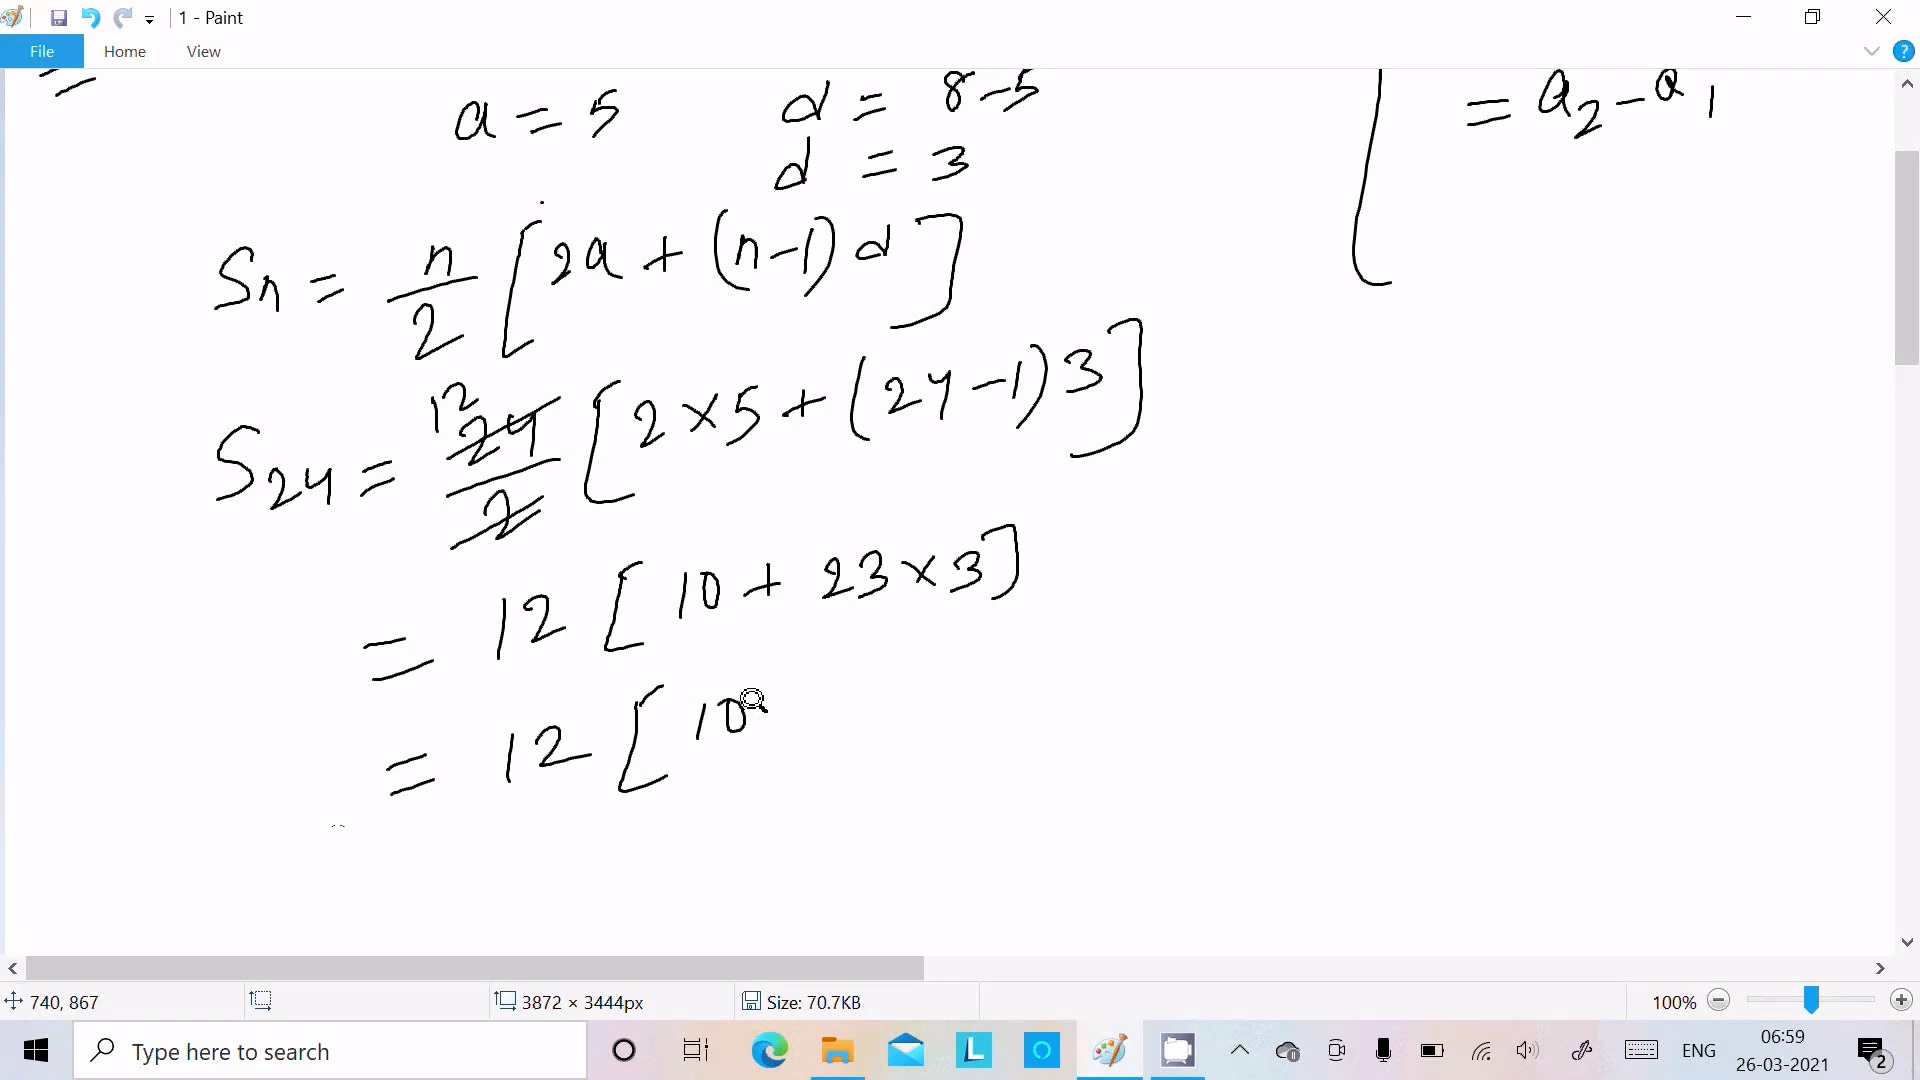 1 - Paint
File Home View
=
a = 5 d = 8 - 5 = a₂ - a₁
d = 3
Sn = n/2 [2a + (n-1) d]
S₂₄ = 12 24/2 [2 × 5 + (24 - 1) 3]
= 12 [10 + 23 × 3]
= 12 [10
740, 867 3872 × 3444px Size: 70.7KB 100%
Type here to search ENG 06:59
26-03-2021 2